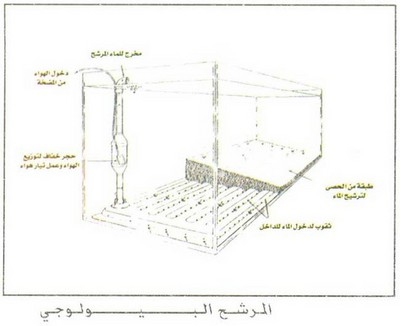 مخرج للماء المرشح
دخول الهواء
من المضخة
حجر خفاف لتوزيع
الهواء وعمل تيار هواء
طبقة من الحصى
لترشيح الماء
ثقوب لدخول الماء للداخل
المرشح البيولوجي